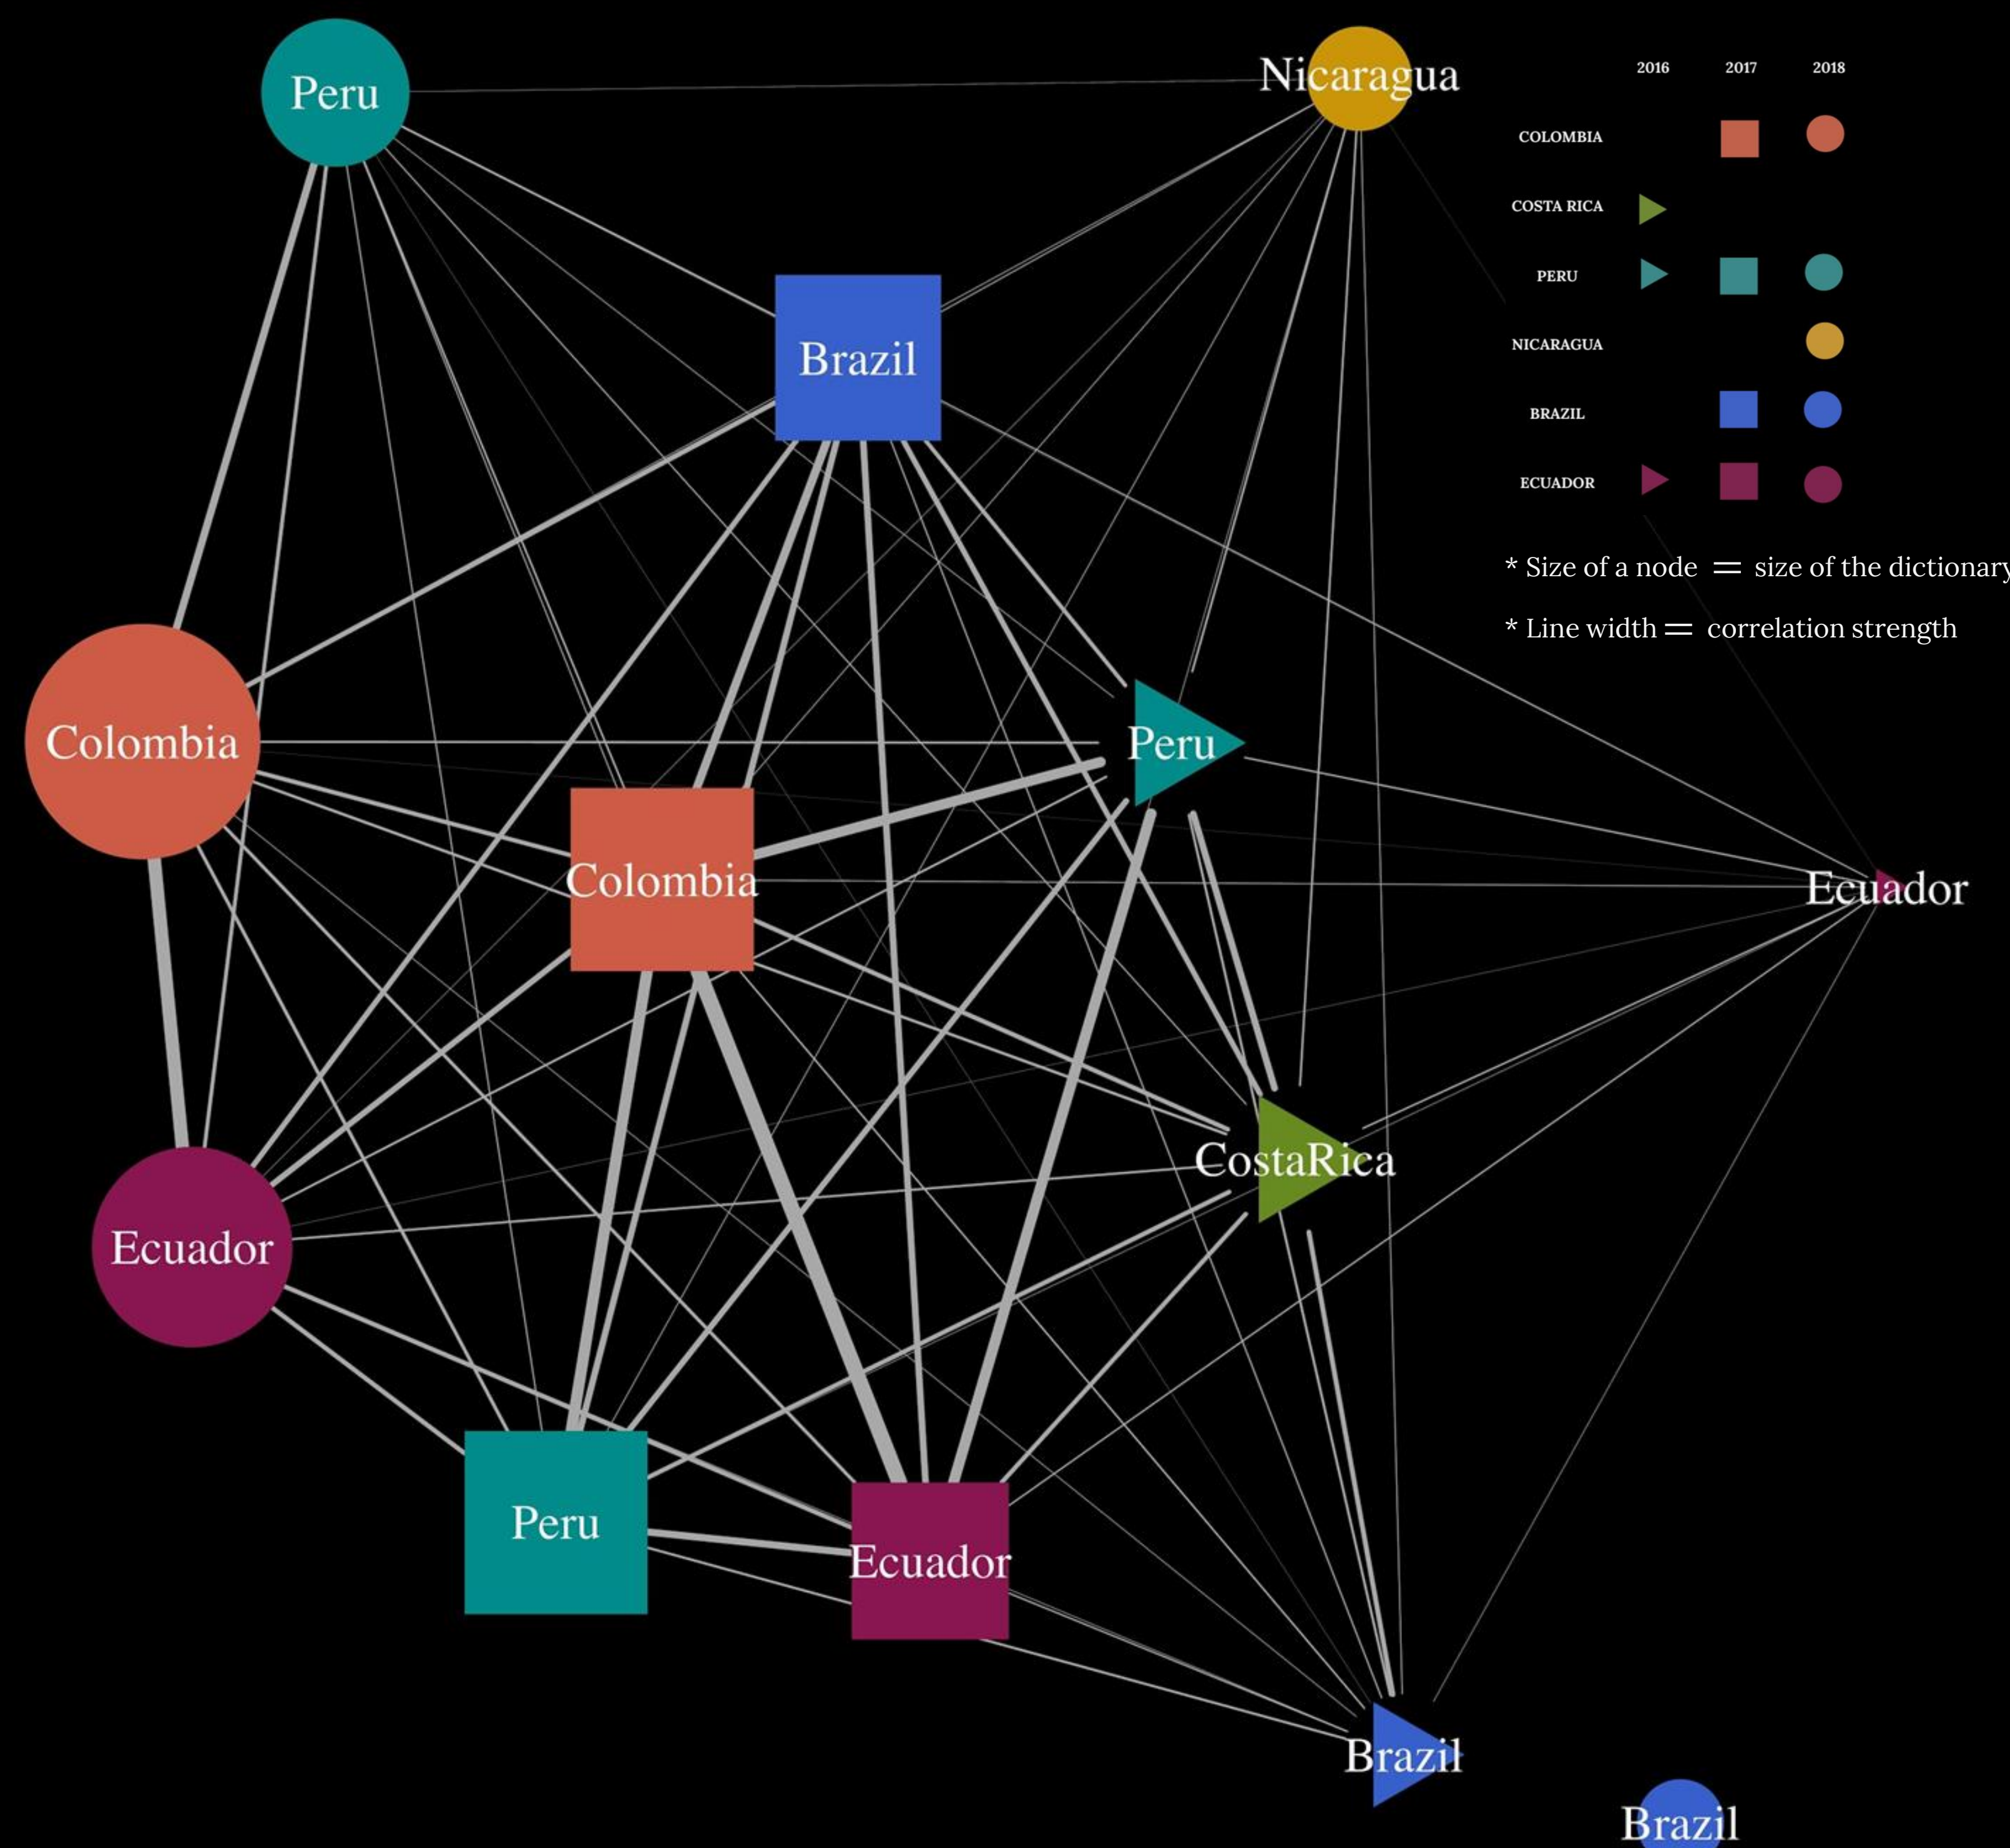 Peru
Nicaragua
2016 2017 2018
COLOMBIA
COSTA RICA
PERU
NICARAGUA
BRAZIL
ECUADOR
* Size of a node = size of the dictionary
* Line width = correlation strength
Brazil
Colombia
Peru
Colombia
Ecuador
CostaRica
Ecuador
Peru
Ecuador
Brazil
Brazil